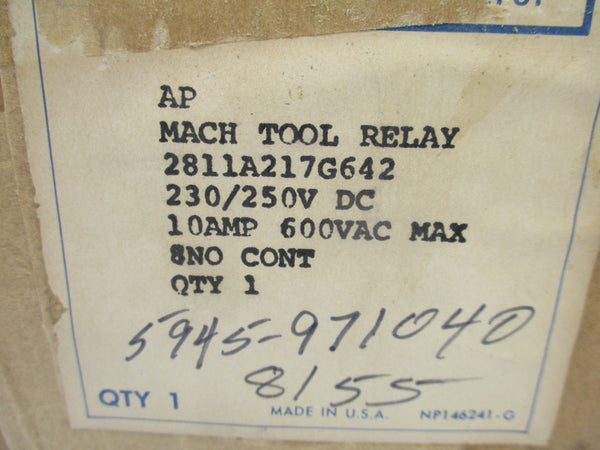 AP
MACH TOOL RELAY
2811A217G642
230/250V DC
10AMP 600VAC MAX
8NO CONT
QTY 1
5945-971040
8155
QTY 1
MADE IN U.S.A. NP146241-G